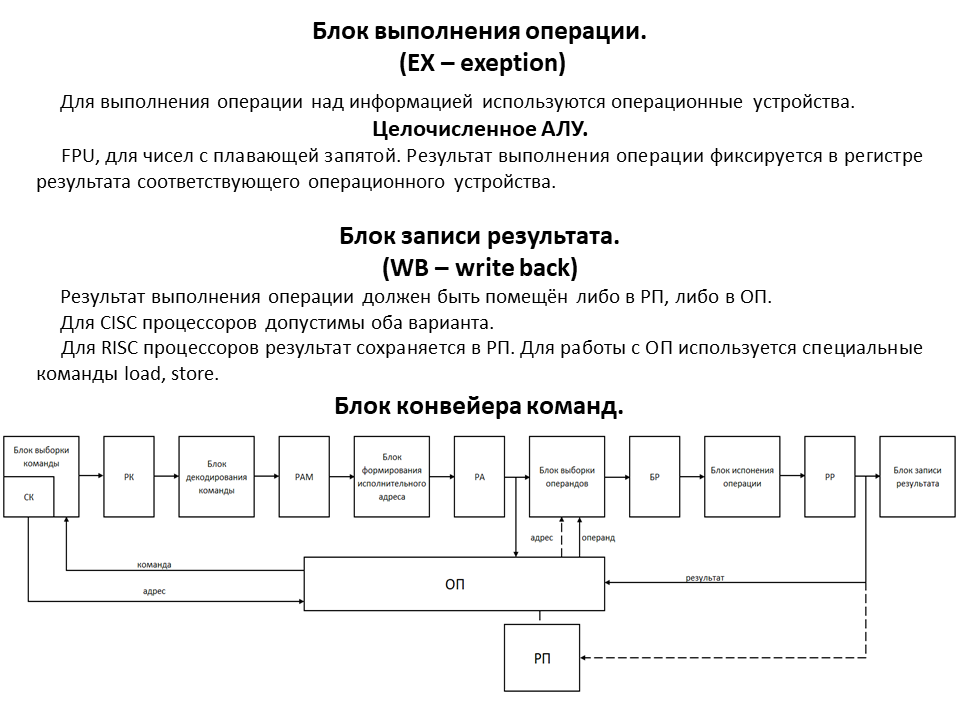 Блок выполнения операции.
(EX – exeption)
Для выполнения операции над информацией используются операционные устройства.
Целочисленное АЛУ.
FPU, для чисел с плавающей запятой. Результат выполнения операции фиксируется в регистре
результата соответствующего операционного устройства.
Блок записи результата.
(WB – write back)
Результат выполнения операции должен быть помещён либо в РП, либо в ОП.
Для CISC процессоров допустимы оба варианта.
Для RISC процессоров результат сохраняется в РП. Для работы с ОП используется специальные
команды load, store.
Блок конвейера команд.
Блок выборки
команды
СК
РК
Блок
декодирования
команды
РАМ
Блок
формирования
исполнительного
адреса
РА
Блок выборки
операндов
БР
Блок испонения
операции
РР
Блок записи
результата
адрес
операнд
команда
адрес
ОП
результат
РП